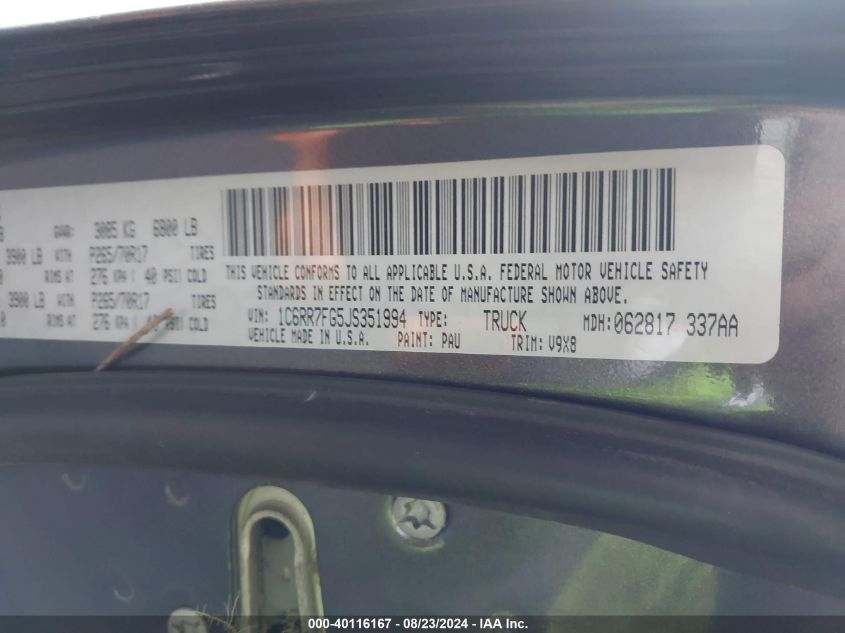 GVWR: 3085 KG 6800 LB
3900 LB WITH P265/70R17 TIRES
RIMS AT 276 KPA ( 40 PSI) COLD
3900 LB WITH P265/70R17 TIRES
RIMS AT 276 KPA ( PSI) COLD
THIS VEHICLE CONFORMS TO ALL APPLICABLE U.S.A. FEDERAL MOTOR VEHICLE SAFETY
STANDARDS IN EFFECT ON THE DATE OF MANUFACTURE SHOWN ABOVE.
VIN: 1C6RR7FG5JS351994 TYPE: TRUCK MDH: 062817 337AA
VEHICLE MADE IN U.S.A. PAINT: PAU TRIM: V9X8
000-40116167 - 08/23/2024 - IAA Inc.